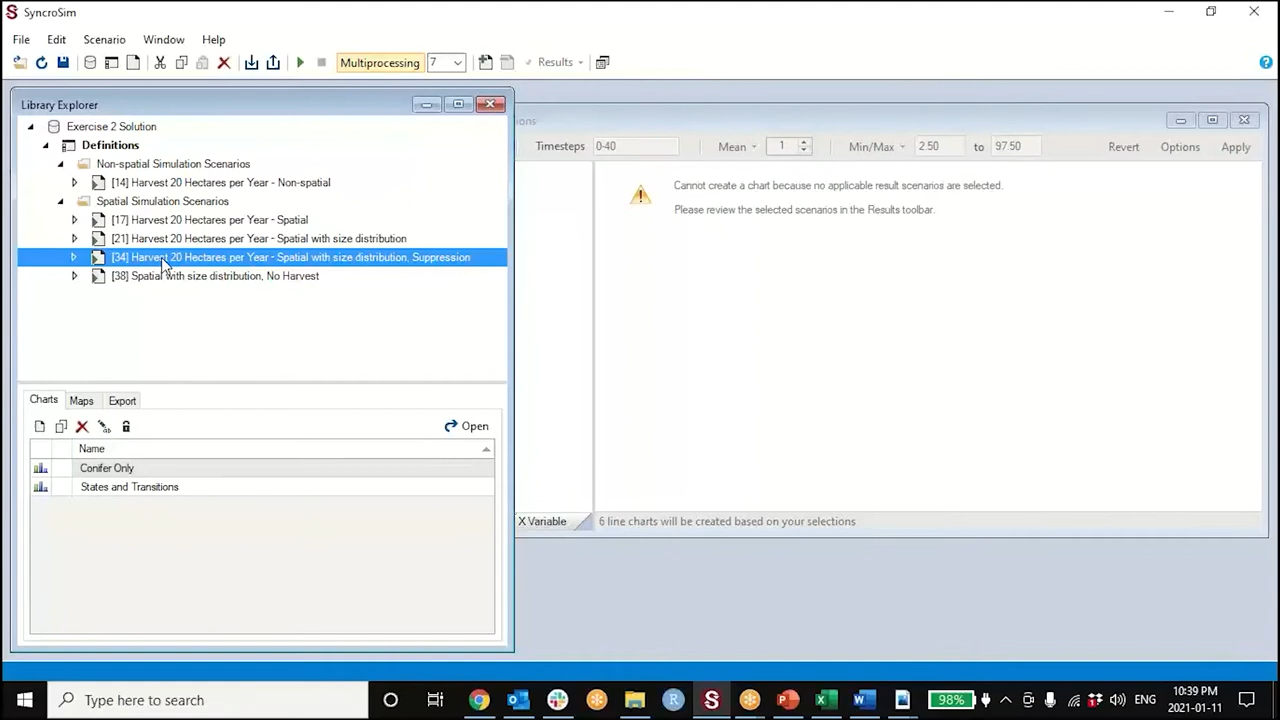 SyncroSim
File Edit Scenario Window Help
Multiprocessing 7 Results
Library Explorer
Exercise 2 Solution
Definitions
Non-spatial Simulation Scenarios
[14] Harvest 20 Hectares per Year - Non-spatial
Spatial Simulation Scenarios
[17] Harvest 20 Hectares per Year - Spatial
[21] Harvest 20 Hectares per Year - Spatial with size distribution
[34] Harvest 20 Hectares per Year - Spatial with size distribution, Suppression
[38] Spatial with size distribution, No Harvest
Charts Maps Export
Open
Name
Conifer Only
States and Transitions
Timesteps 0-40 Mean 1 Min/Max 2.50 to 97.50 Revert Options Apply
Cannot create a chart because no applicable result scenarios are selected.
Please review the selected scenarios in the Results toolbar.
X Variable 6 line charts will be created based on your selections
Type here to search
98%
ENG
10:39 PM
2021-01-11